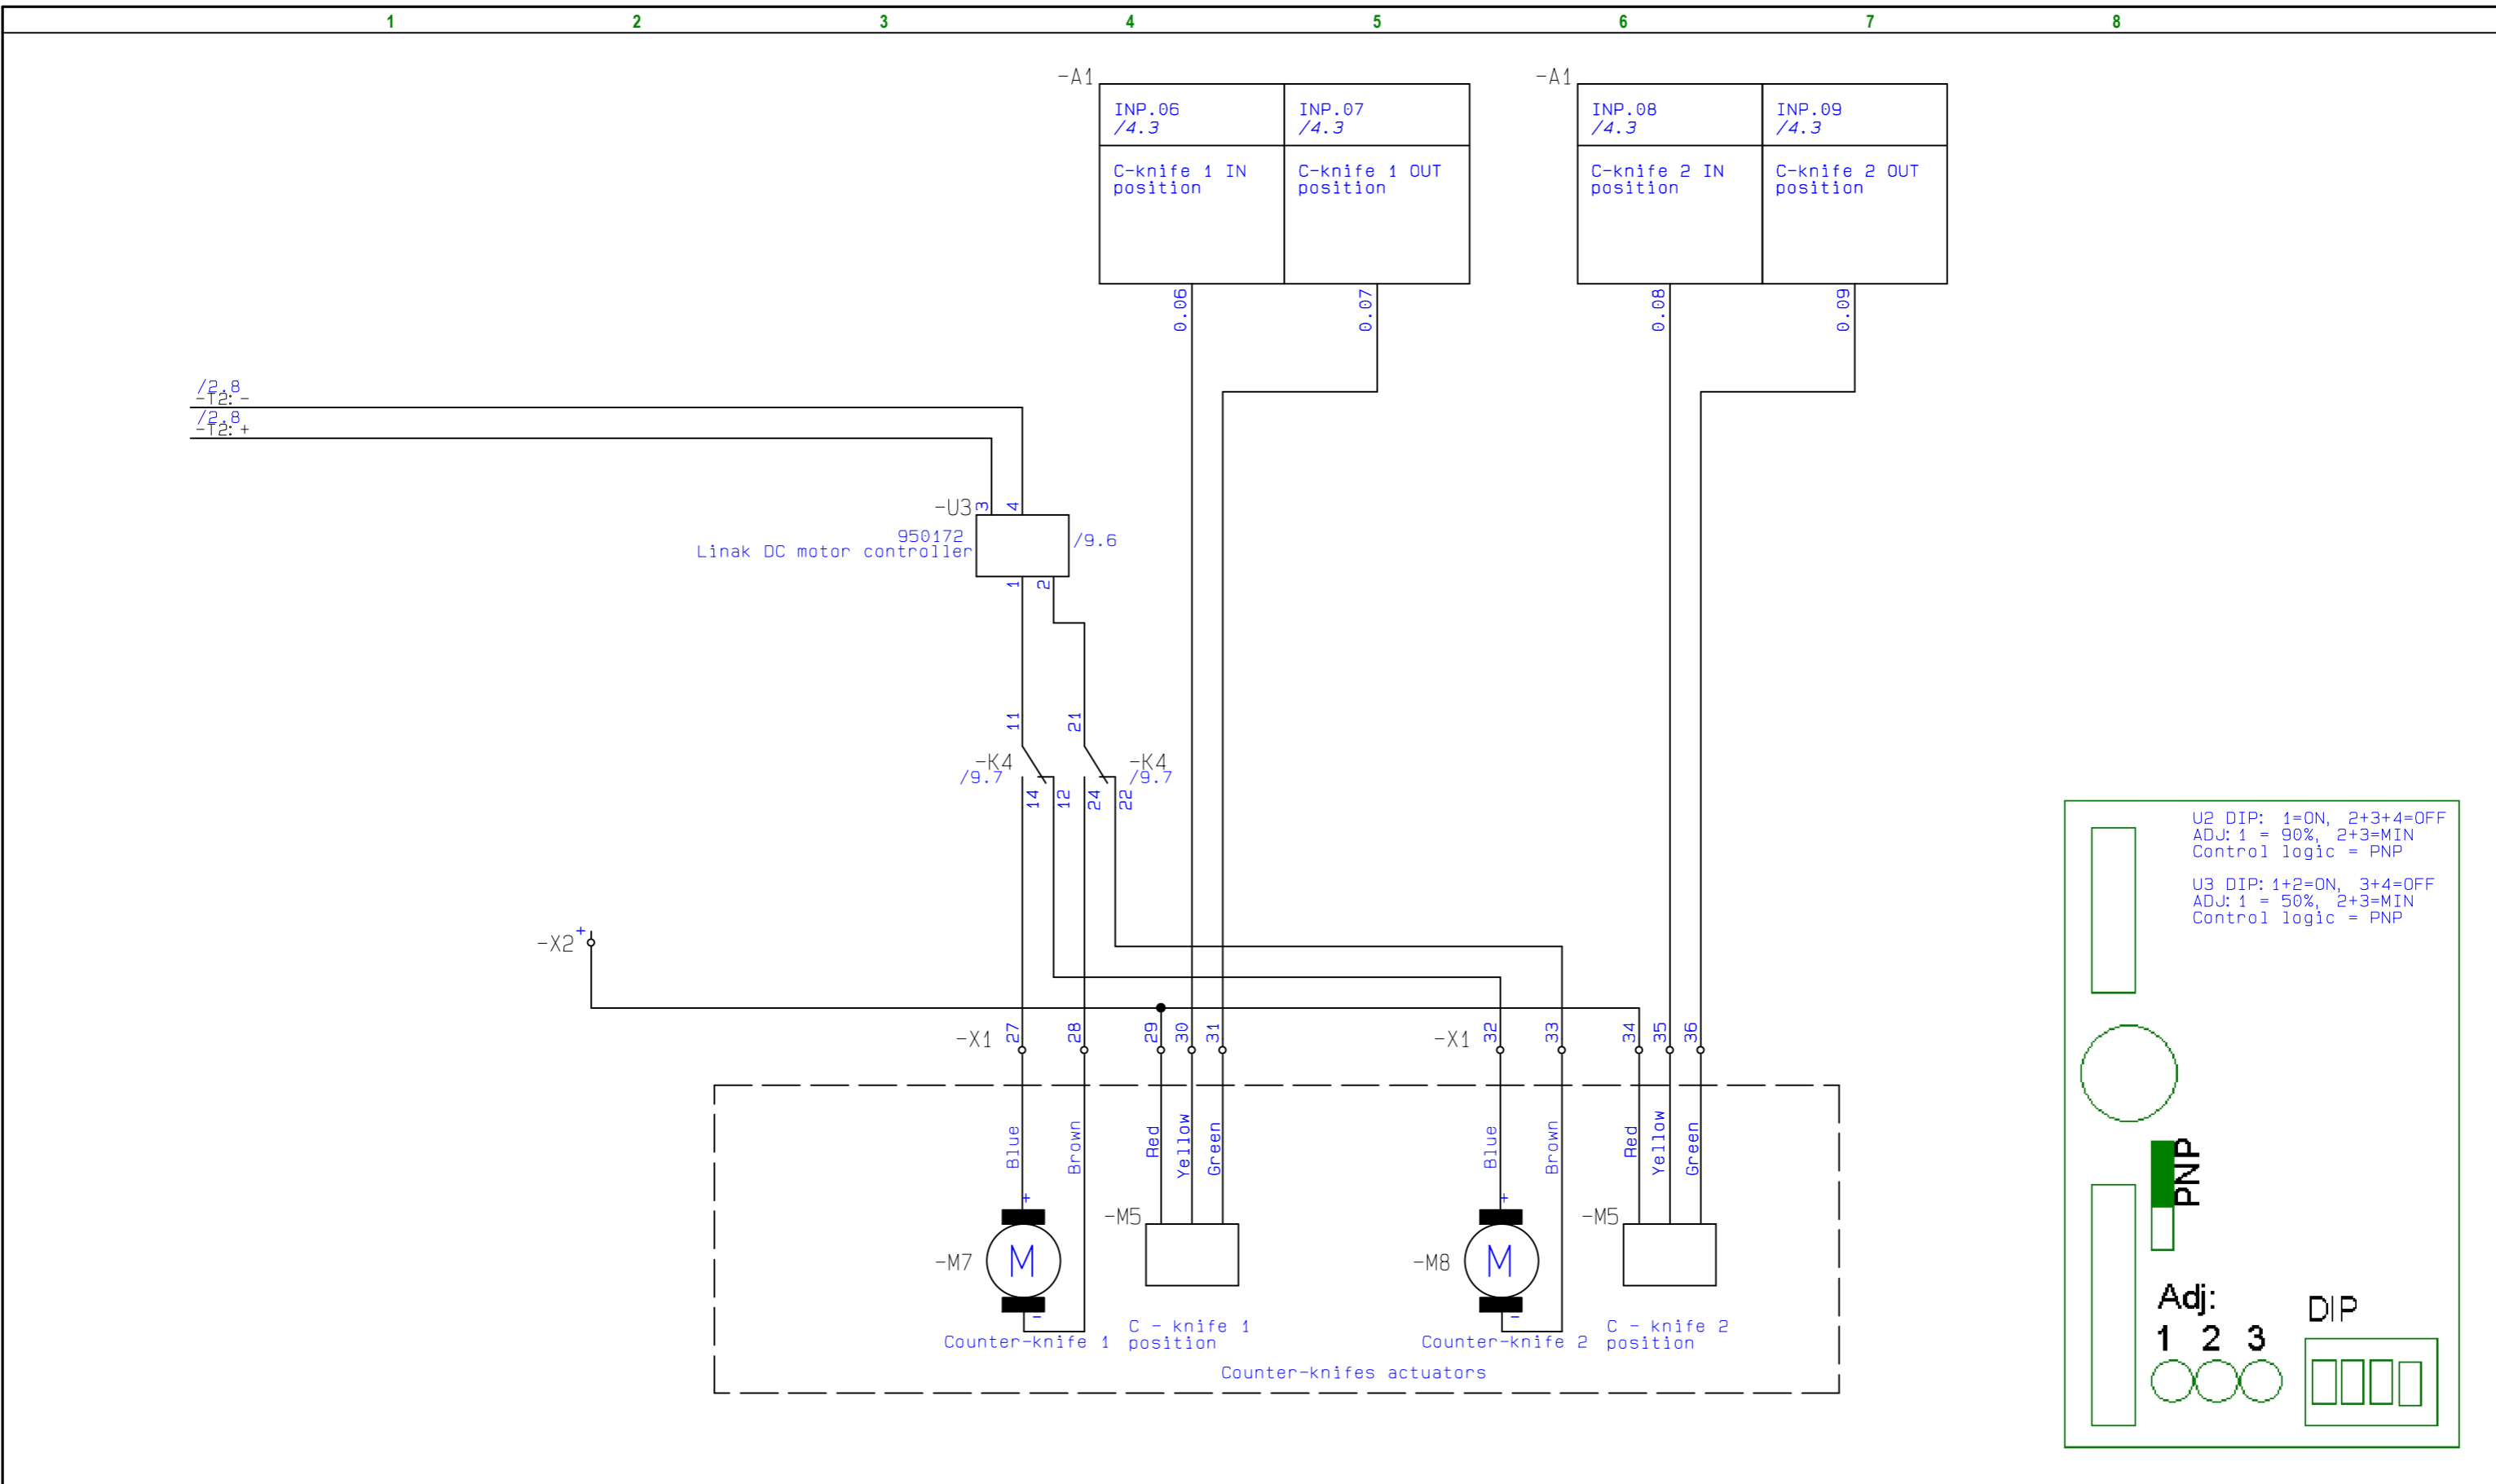 1 2 3 4 5 6 7 8
-A1
INP.06
/4.3
INP.07
/4.3
C-knife 1 IN
position
C-knife 1 OUT
position
0.06
0.07
-A1
INP.08
/4.3
INP.09
/4.3
C-knife 2 IN
position
C-knife 2 OUT
position
0.08
0.09
/2.8
-T2:-
/2.8
-T2:+
-U3
3
4
950172
Linak DC motor controller
/9.6
1
2
11
21
-K4
/9.7
-K4
/9.7
14
12
24
22
U2 DIP: 1=ON, 2+3+4=OFF
ADJ:1 = 90%, 2+3=MIN
Control logic = PNP
U3 DIP:1+2=ON, 3+4=OFF
ADJ:1 = 50%, 2+3=MIN
Control logic = PNP
-X2
+
-X1
27
28
29
30
31
-X1
32
33
34
35
36
Blue
Brown
Red
Yellow
Green
Blue
Brown
Red
Yellow
Green
PNP
+
-M7
M
-
-M5
+
-M8
M
-
-M5
Counter-knife 1
C - knife 1
position
Counter-knife 2
C - knife 2
position
Counter-knifes actuators
Adj:
1 2 3
DIP